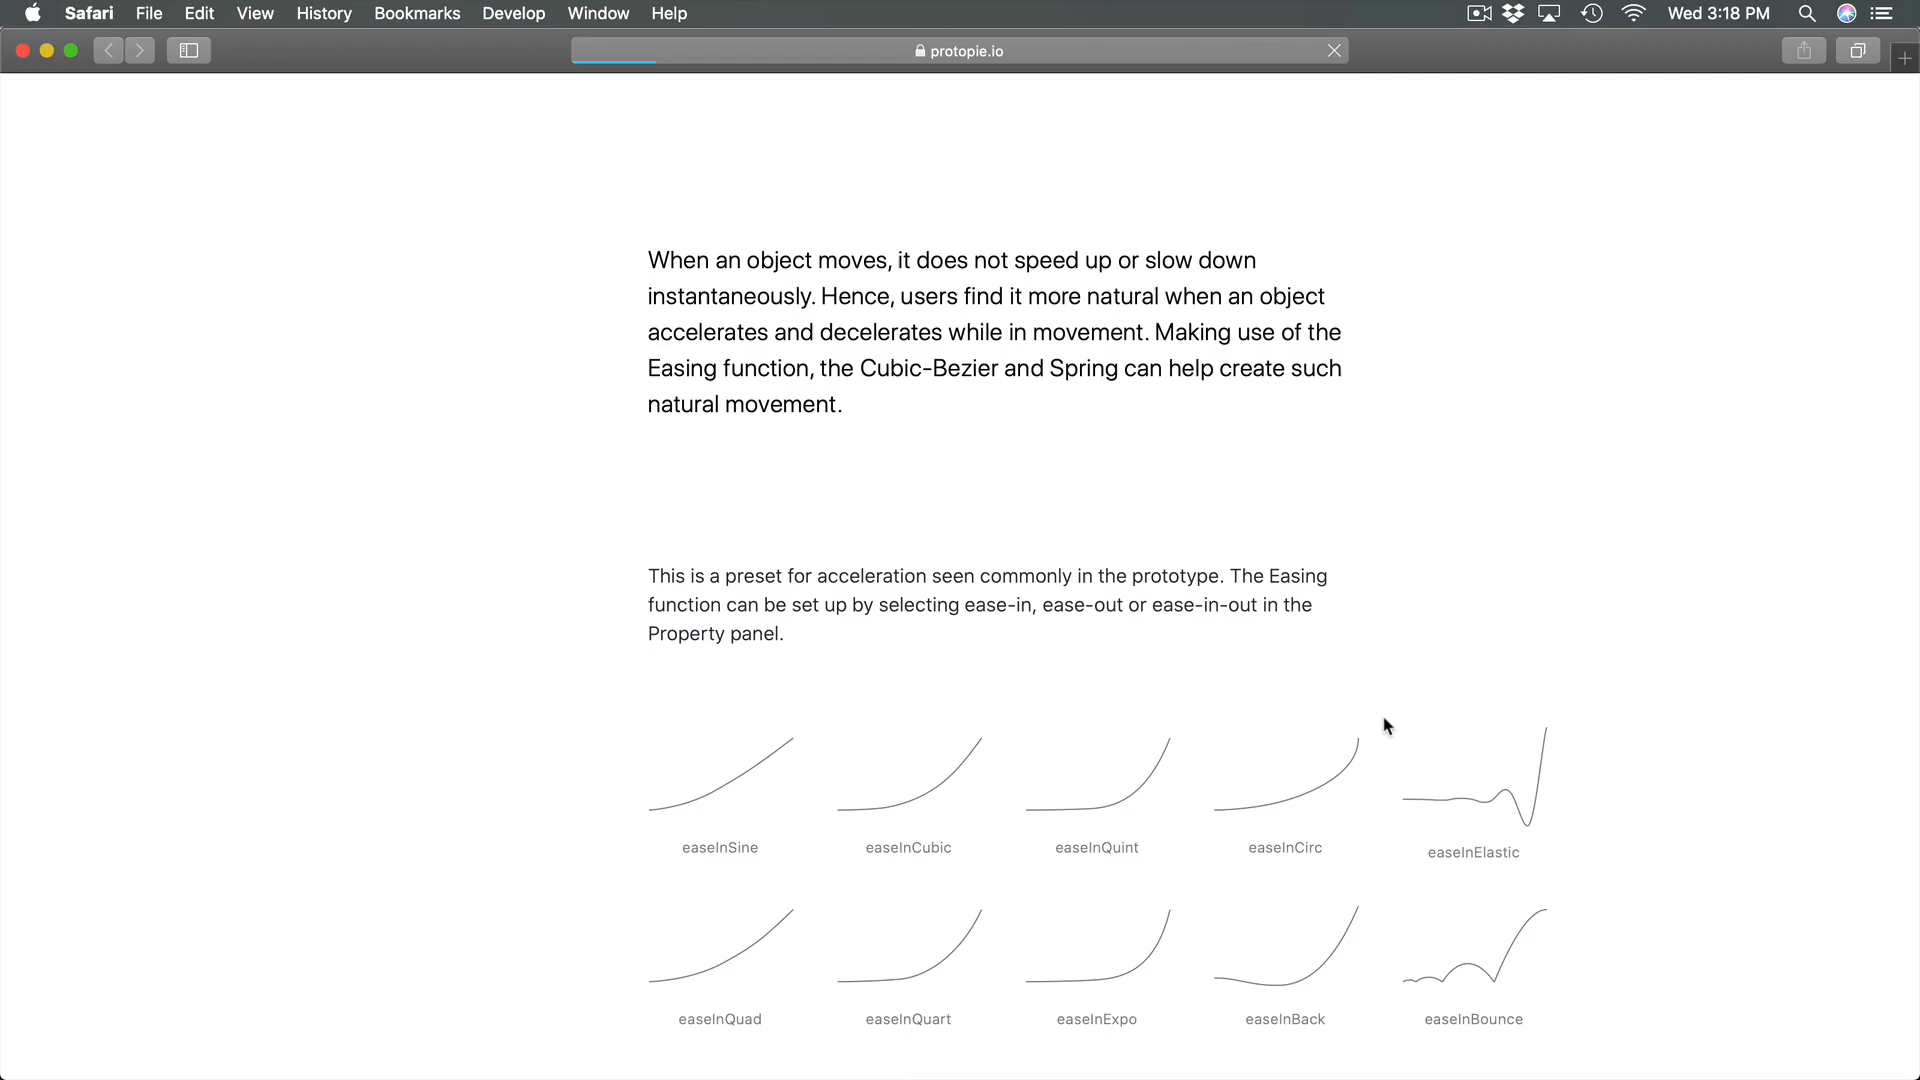 Safari File Edit View History Bookmarks Develop Window Help Wed 3:18 PM
protopie.io
When an object moves, it does not speed up or slow down
instantaneously. Hence, users find it more natural when an object
accelerates and decelerates while in movement. Making use of the
Easing function, the Cubic-Bezier and Spring can help create such
natural movement.
This is a preset for acceleration seen commonly in the prototype. The Easing
function can be set up by selecting ease-in, ease-out or ease-in-out in the
Property panel.
easeInSine easeInCubic easeInQuint easeInCirc easeInElastic
easeInQuad easeInQuart easeInExpo easeInBack easeInBounce